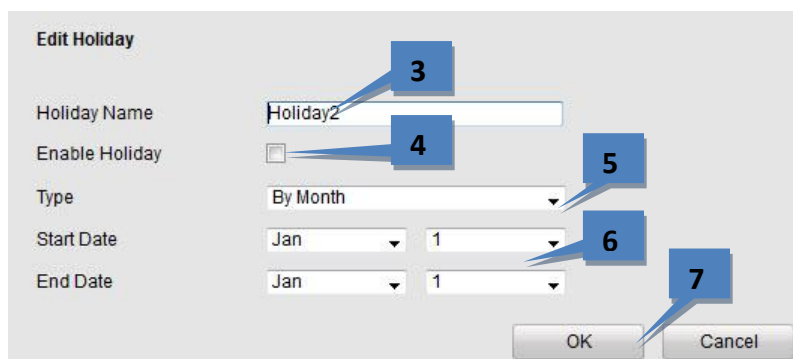 Edit Holiday
3
Holiday Name Holiday2
Enable Holiday 4
5
Type By Month
Start Date Jan 1 6
End Date Jan 1
7
OK Cancel